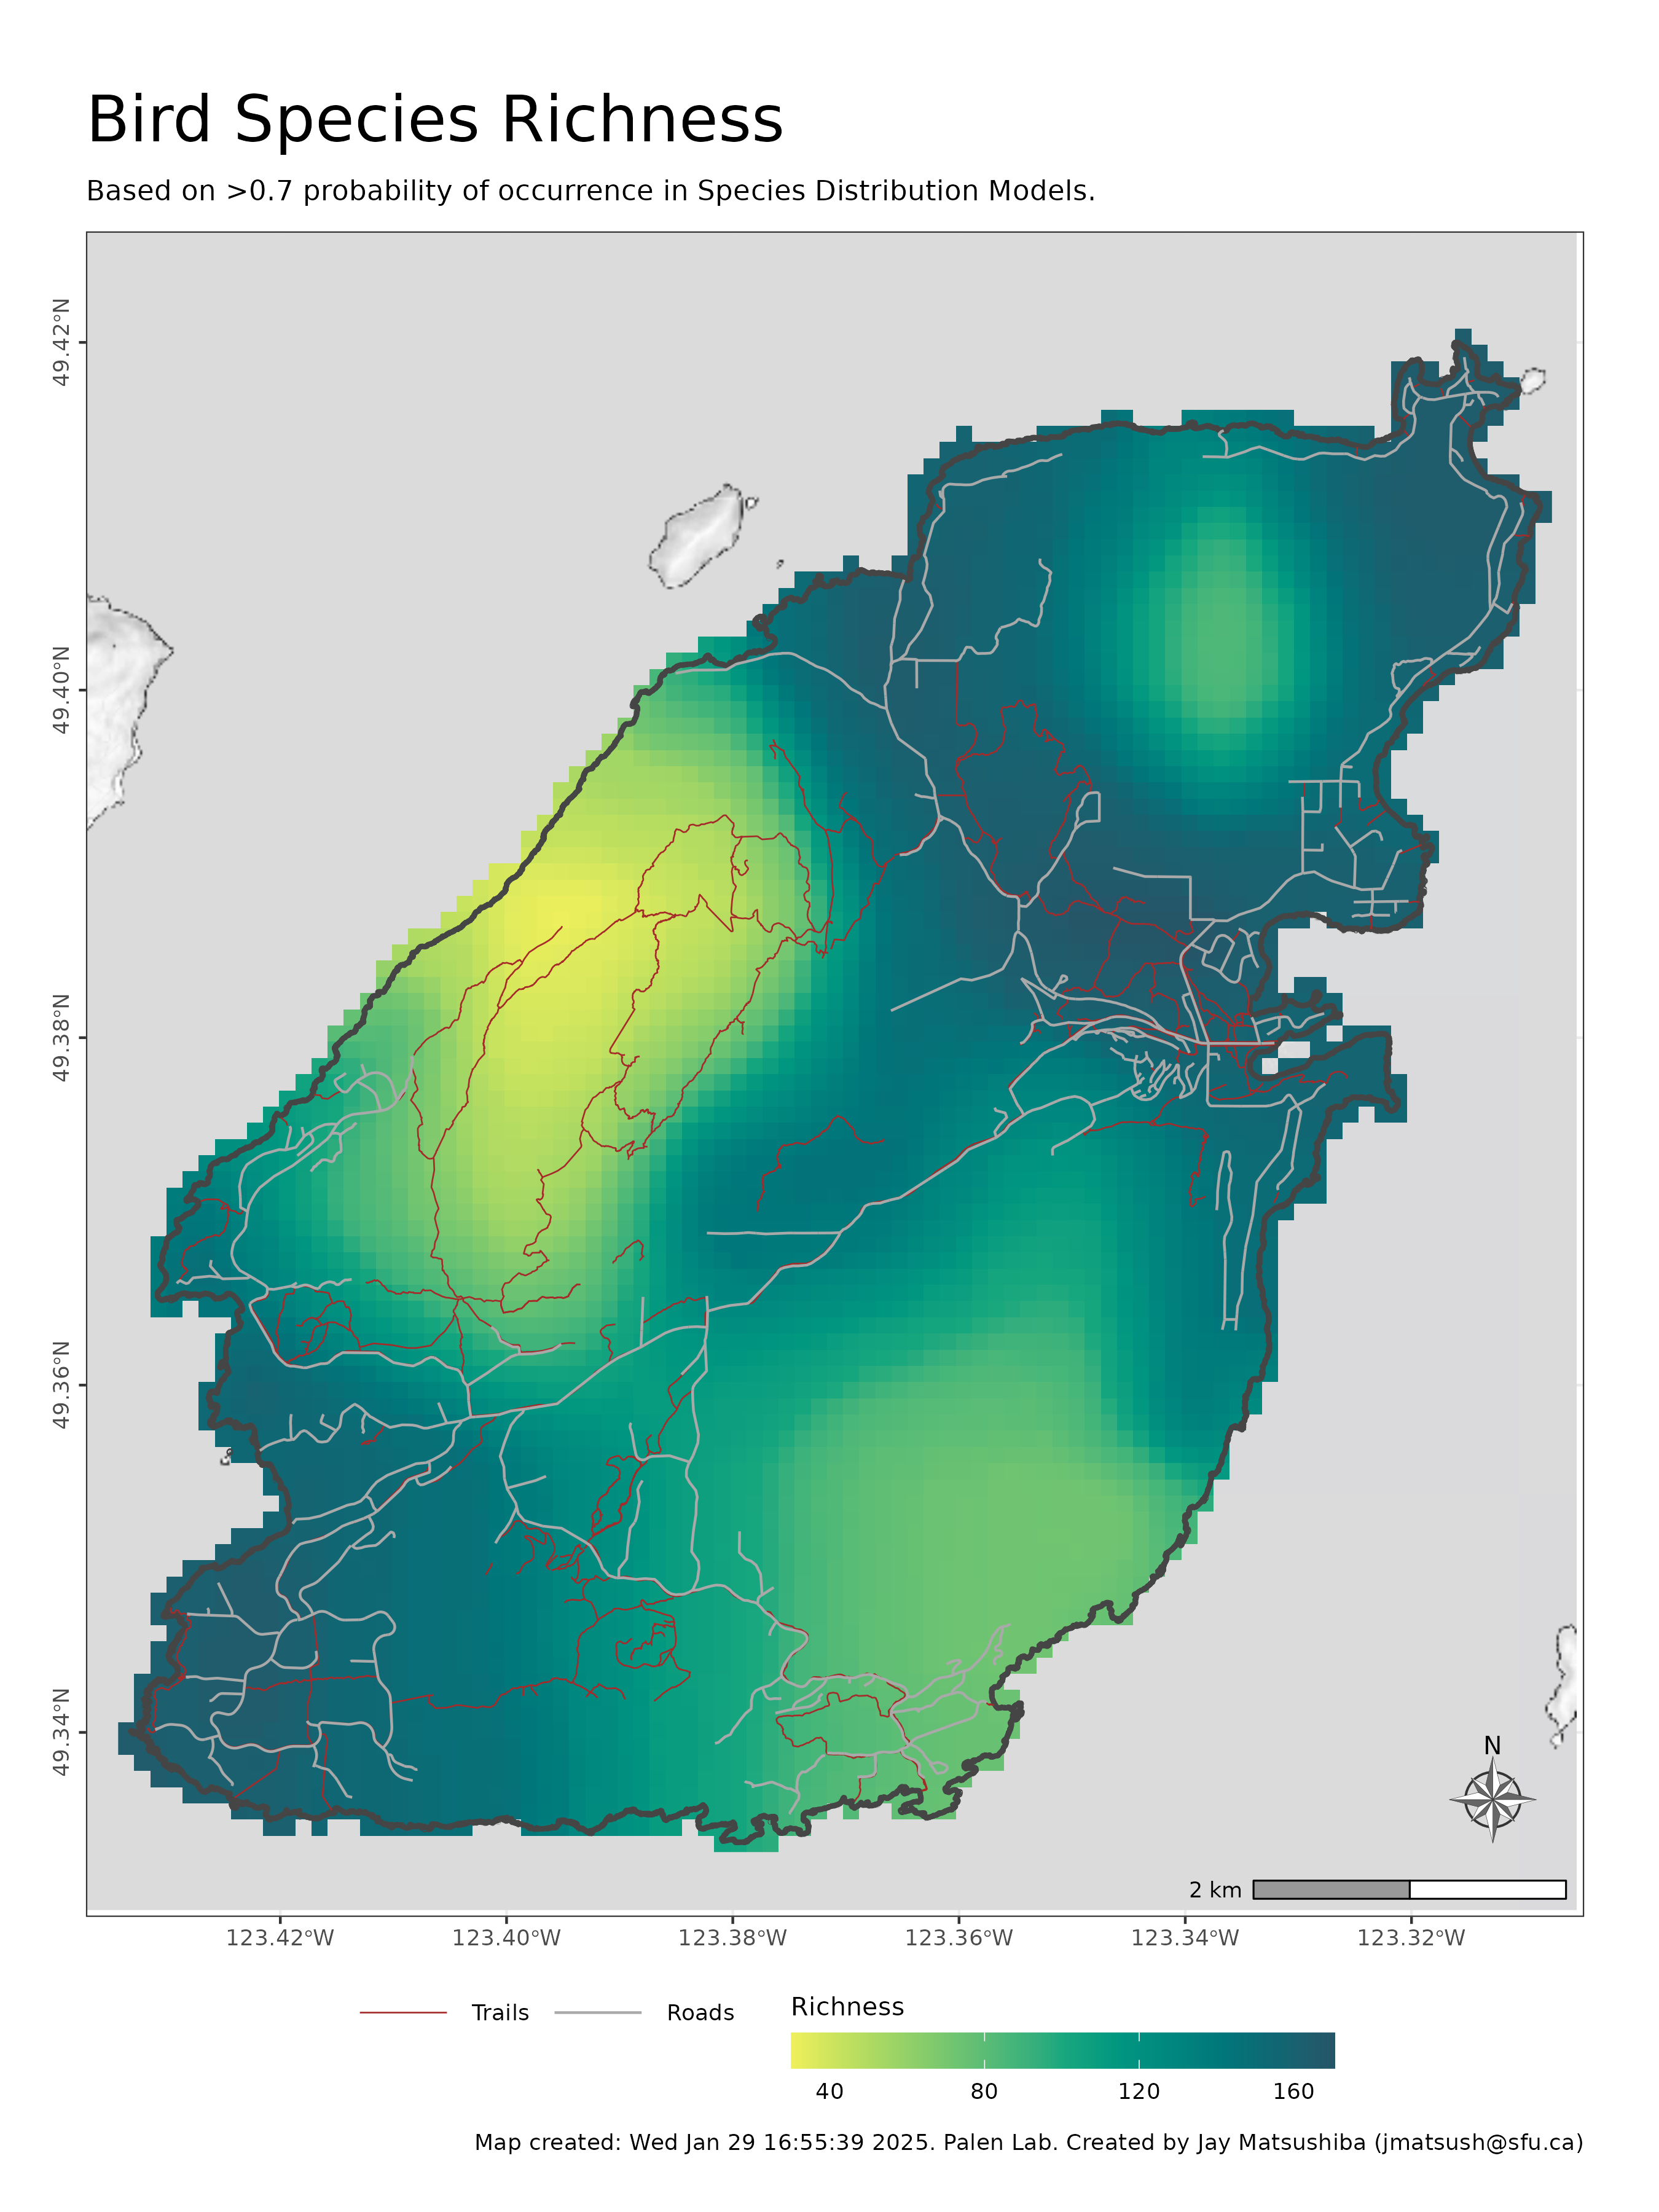 Bird Species Richness
Based on >0.7 probability of occurrence in Species Distribution Models.
49.42°N
49.40°N
49.38°N
49.36°N
49.34°N
N
2 km
123.42°W 123.40°W 123.38°W 123.36°W 123.34°W 123.32°W
Trails Roads Richness
40 80 120 160
Map created: Wed Jan 29 16:55:39 2025. Palen Lab. Created by Jay Matsushiba (jmatsush@sfu.ca)